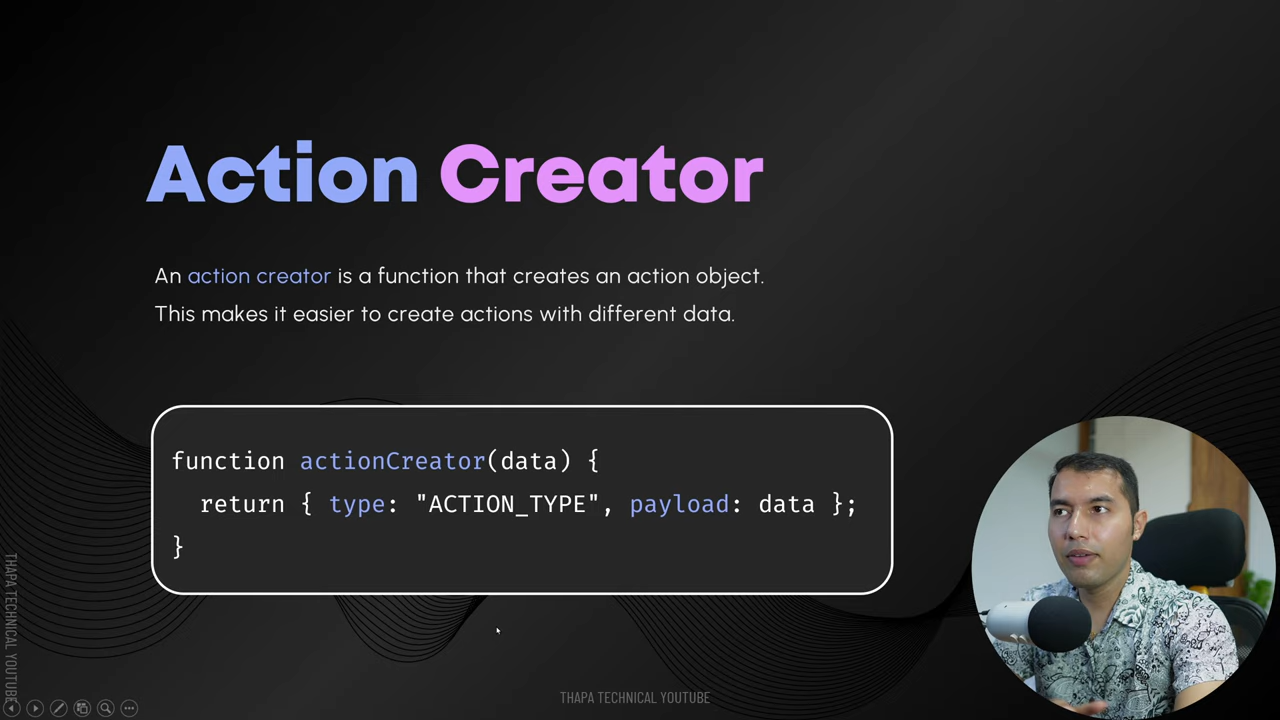 Action Creator
An action creator is a function that creates an action object.
This makes it easier to create actions with different data.
function actionCreator(data) {
  return { type: "ACTION_TYPE", payload: data };
}
THAPA TECHNICAL YOUTUBE
THAPA TECHNICAL YOUTUBE